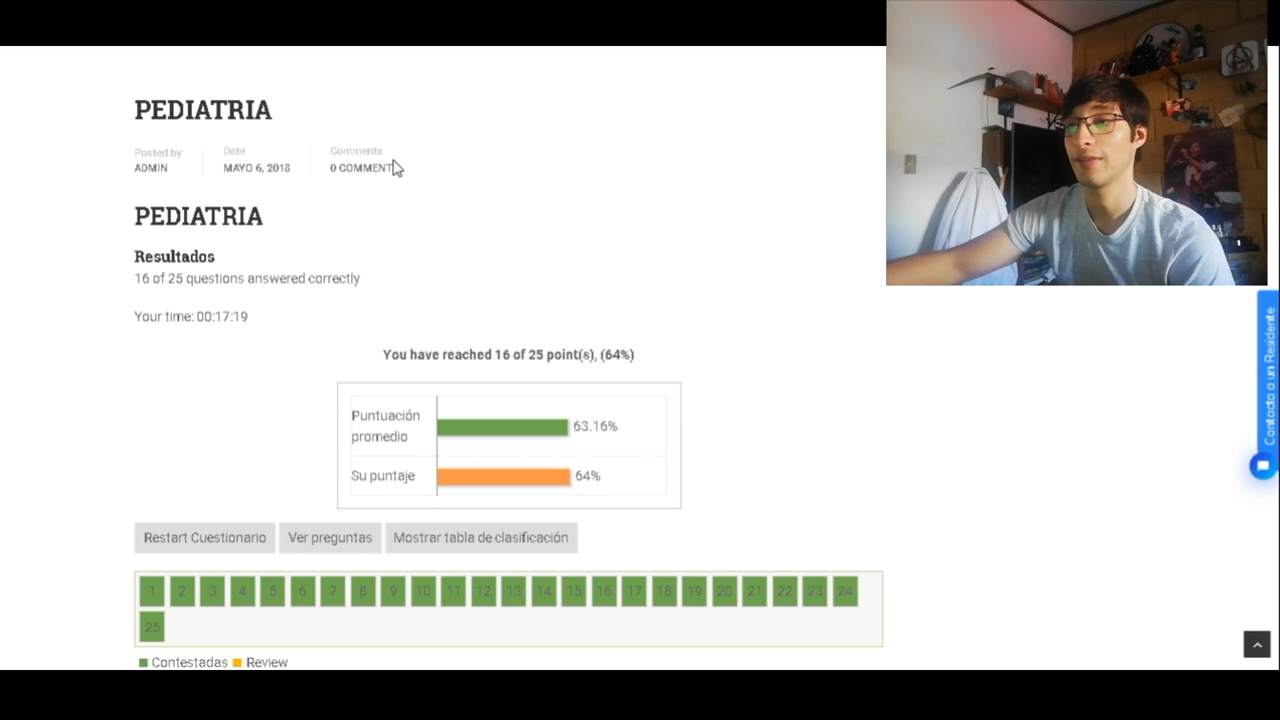 PEDIATRIA
Posted by
ADMIN
Date
MAYO 6, 2018
Comments
0 COMMENT
PEDIATRIA
Resultados
16 of 25 questions answered correctly
Your time: 00:17:19
You have reached 16 of 25 point(s), (64%)
Puntuación
promedio
63.16%
Su puntaje
64%
Restart Cuestionario
Ver preguntas
Mostrar tabla de clasificación
1 2 3 4 5 6 7 8 9 10 11 12 13 14 15 16 17 18 19 20 21 22 23 24
25
Contestadas Review
Contacto a un Residente